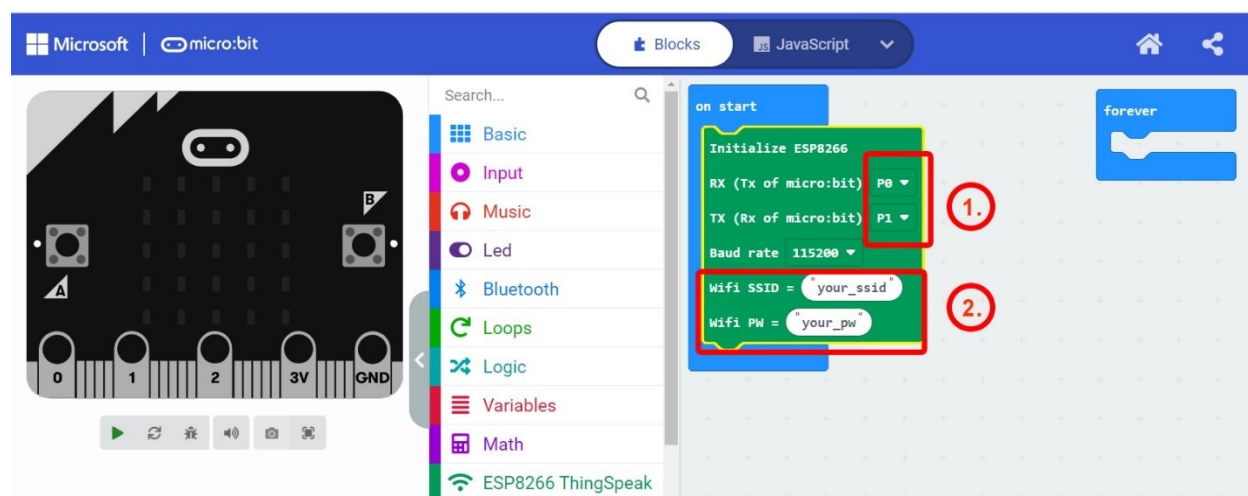 Microsoft | micro:bit
Blocks
JS JavaScript
A
B
0 1 2 3V GND
Search...
Basic
Input
Music
Led
Bluetooth
Loops
Logic
Variables
Math
ESP8266 ThingSpeak
on start
Initialize ESP8266
RX (Tx of micro:bit) P0
TX (Rx of micro:bit) P1
Baud rate 115200
Wifi SSID = "your_ssid"
Wifi PW = "your_pw"
1.
2.
forever